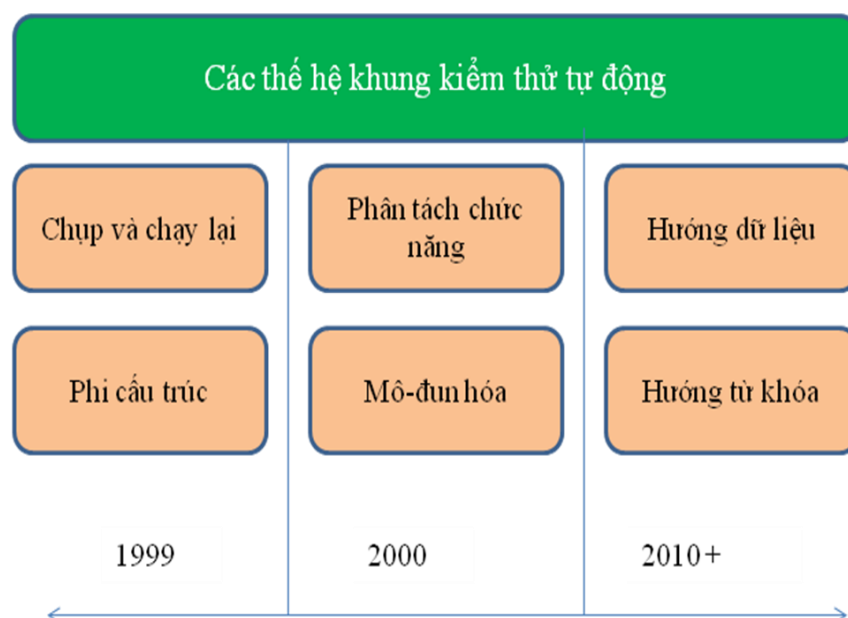 Các thế hệ khung kiểm thử tự động
Chụp và chạy lại
Phân tách chức
năng
Hướng dữ liệu
Phi cấu trúc
Mô-đun hóa
Hướng từ khóa
1999
2000
2010+